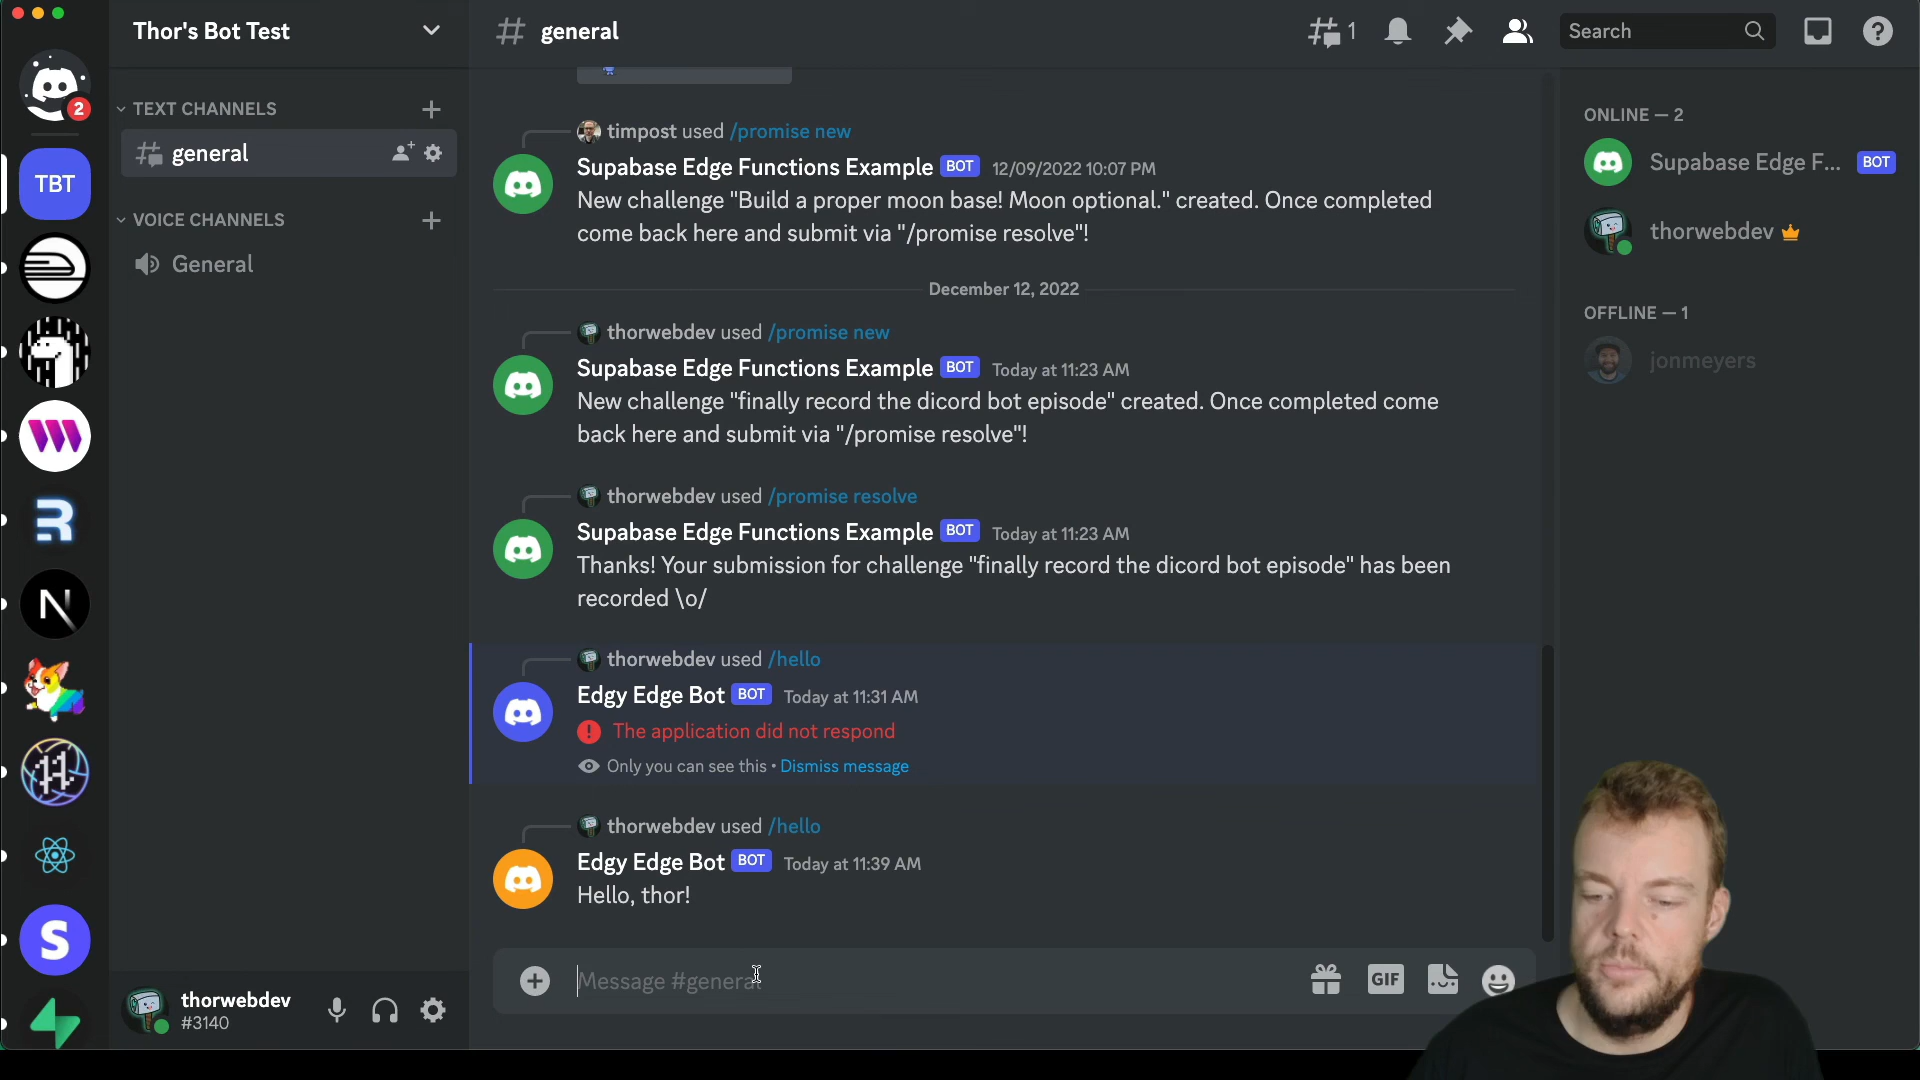 Thor's Bot Test
general
1
Search
2
TEXT CHANNELS
general
TBT
VOICE CHANNELS
General
timpost used /promise new
Supabase Edge Functions Example BOT 12/09/2022 10:07 PM
New challenge "Build a proper moon base! Moon optional." created. Once completed
come back here and submit via "/promise resolve"!
December 12, 2022
thorwebdev used /promise new
Supabase Edge Functions Example BOT Today at 11:23 AM
New challenge "finally record the dicord bot episode" created. Once completed come
back here and submit via "/promise resolve"!
thorwebdev used /promise resolve
Supabase Edge Functions Example BOT Today at 11:23 AM
Thanks! Your submission for challenge "finally record the dicord bot episode" has been
recorded \o/
thorwebdev used /hello
Edgy Edge Bot BOT Today at 11:31 AM
The application did not respond
Only you can see this • Dismiss message
thorwebdev used /hello
Edgy Edge Bot BOT Today at 11:39 AM
Hello, thor!
Message #general
GIF
thorwebdev
#3140
ONLINE — 2
Supabase Edge F... BOT
thorwebdev
OFFLINE — 1
jonmeyers